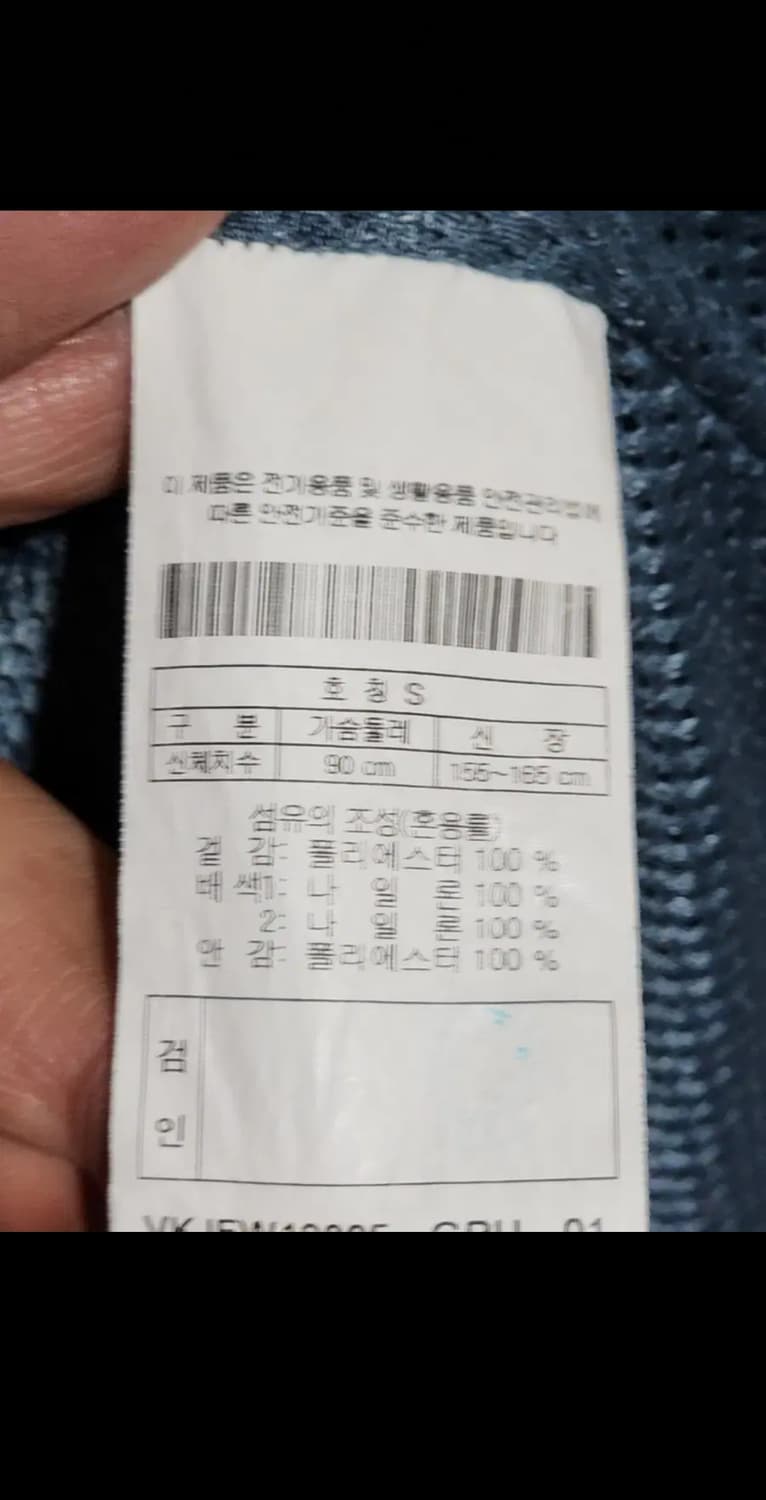 이 제품은 전기용품 및 생활용품 안전관리법에
따른 안전기준을 준수한 제품입니다
호 칭 S
구 분 가슴둘레 신 장
신체치수 90 cm 155~165 cm
섬유의 조성(혼용률)
겉 감: 폴리에스터 100 %
배 색1: 나 일 론 100 %
2: 나 일 론 100 %
안 감: 폴리에스터 100 %
검
인